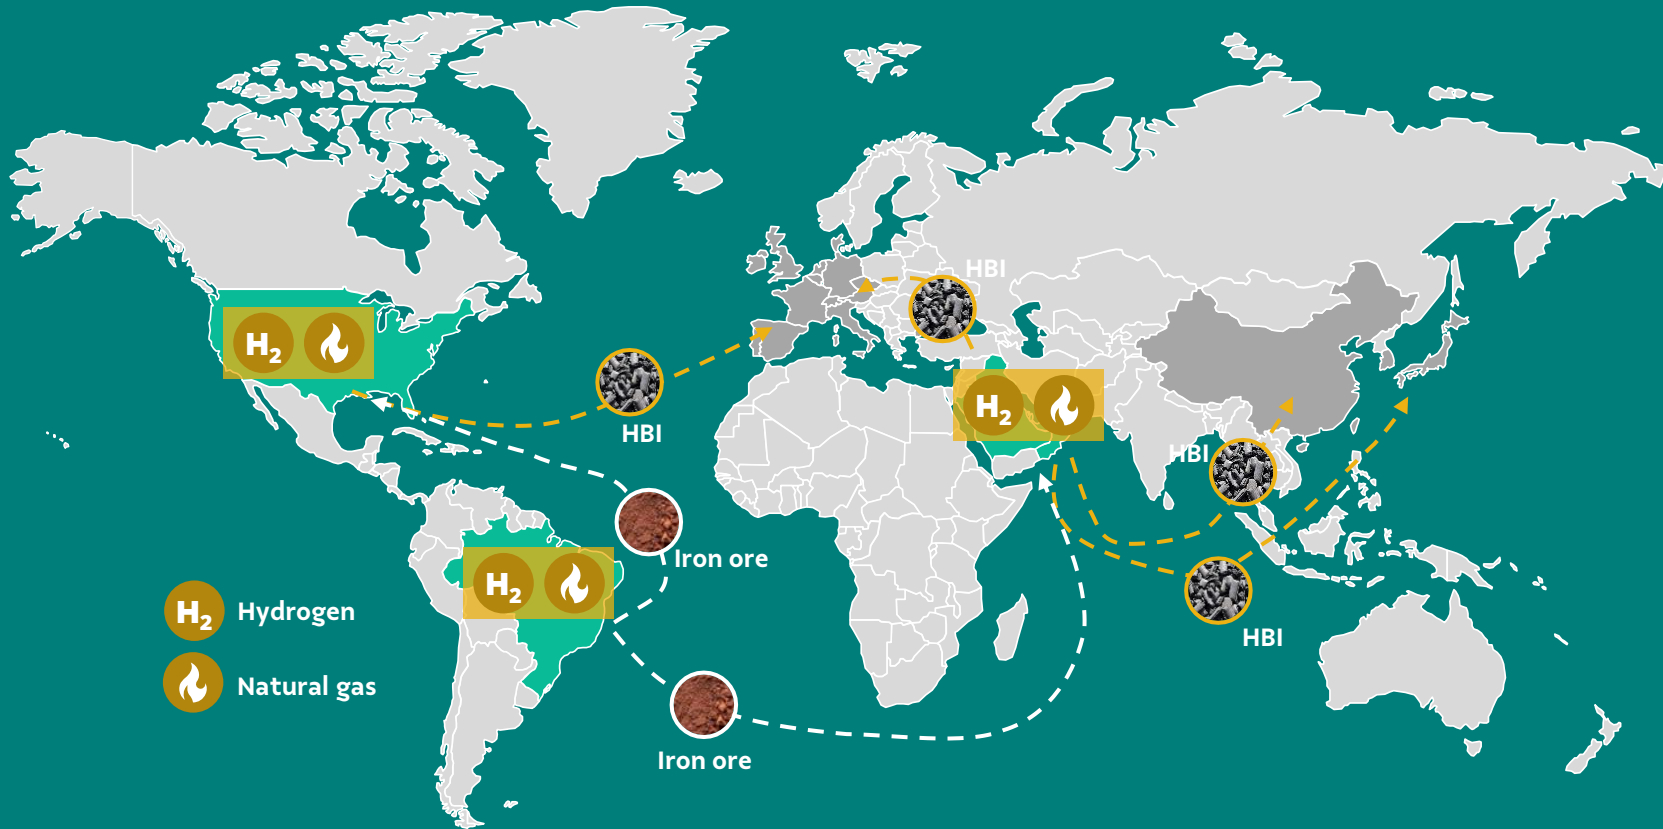 HBI
H2
H2
HBI
HBI
Iron ore
H2
H2 Hydrogen
HBI
Natural gas
Iron ore